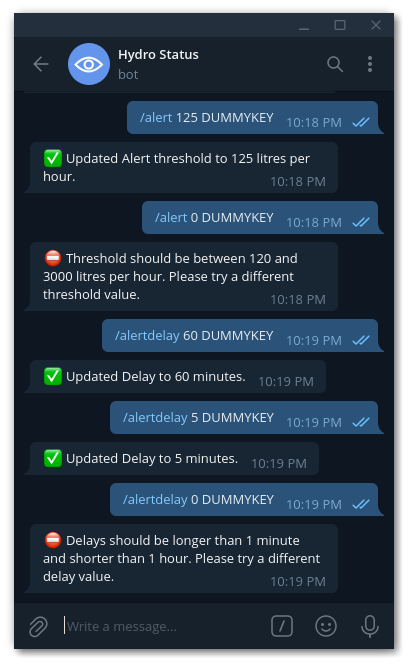 Hydro Status
bot
/alert 125 DUMMYKEY 10:18 PM
✅ Updated Alert threshold to 125 litres per
hour.
10:18 PM
/alert 0 DUMMYKEY 10:18 PM
⛔ Threshold should be between 120 and
3000 litres per hour. Please try a different
threshold value.
10:18 PM
/alertdelay 60 DUMMYKEY 10:19 PM
✅ Updated Delay to 60 minutes. 10:19 PM
/alertdelay 5 DUMMYKEY 10:19 PM
✅ Updated Delay to 5 minutes. 10:19 PM
/alertdelay 0 DUMMYKEY 10:19 PM
⛔ Delays should be longer than 1 minute
and shorter than 1 hour. Please try a different
delay value.
10:19 PM
Write a message...